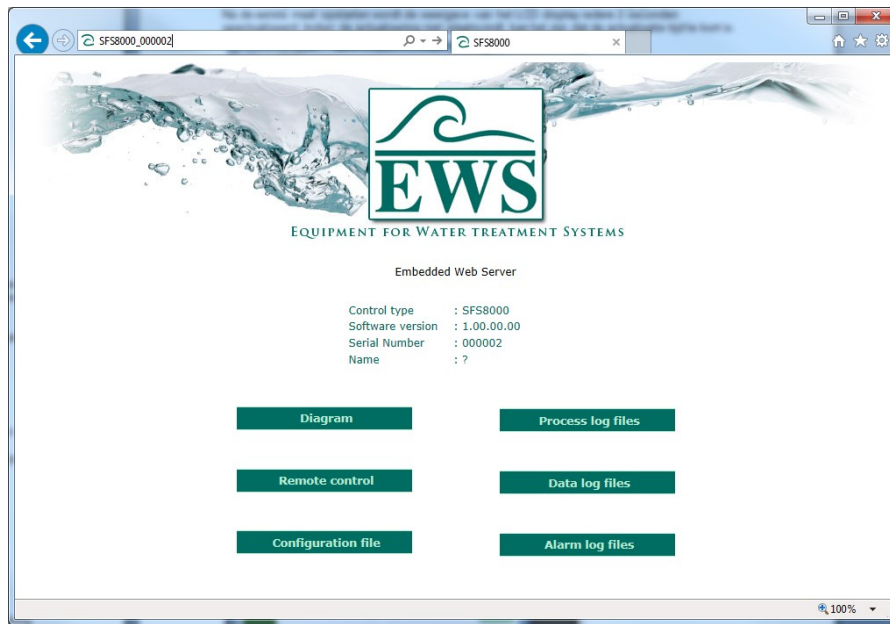 SFS8000_000002
SFS8000
EWS
EQUIPMENT FOR WATER TREATMENT SYSTEMS
Embedded Web Server
Control type : SFS8000
Software version : 1.00.00.00
Serial Number : 000002
Name : ?
Diagram
Process log files
Remote control
Data log files
Configuration file
Alarm log files
100%